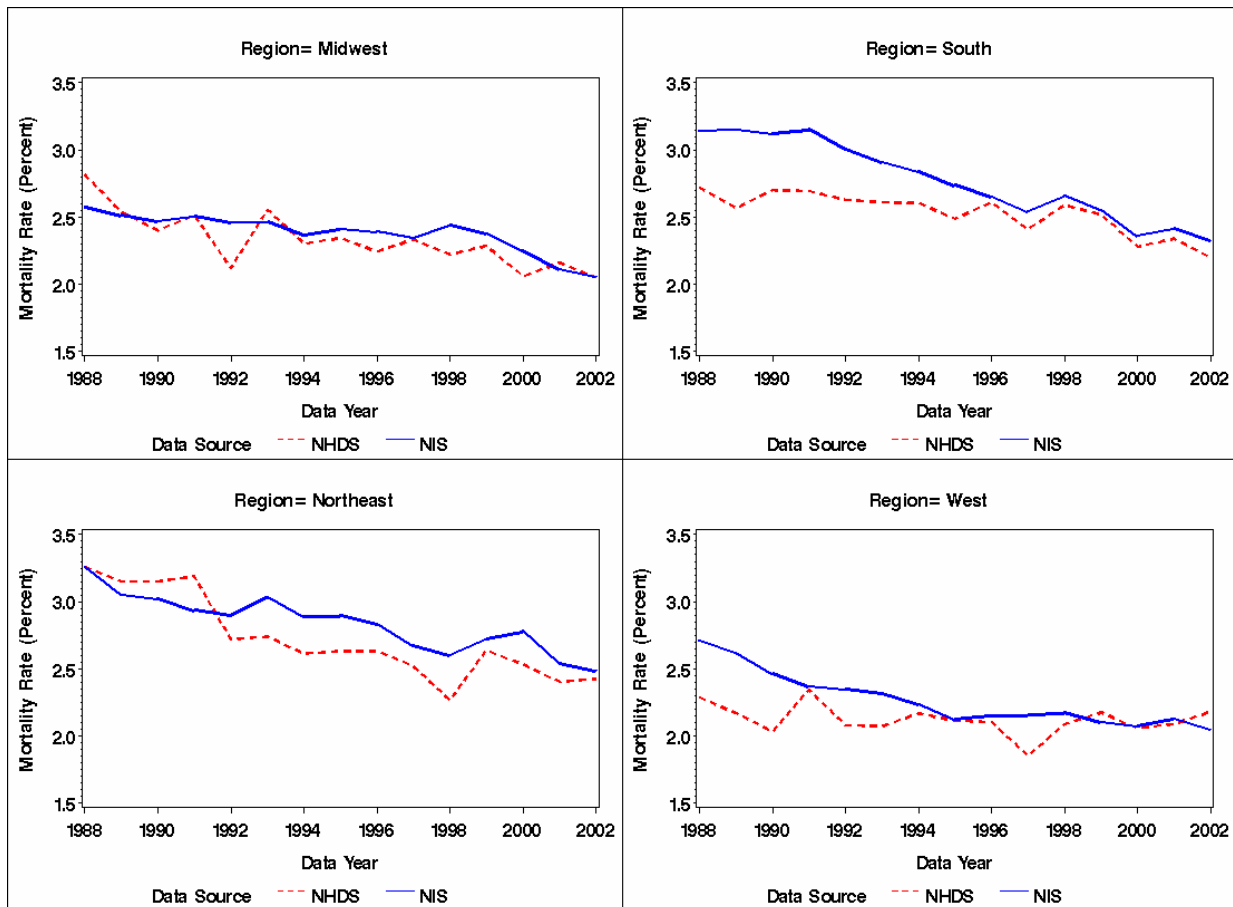 Region= Midwest
Mortality Rate (Percent)
3.5
3.0
2.5
2.0
1.5
1988 1990 1992 1994 1996 1998 2000 2002
Data Year
Data Source NHDS NIS
Region= South
Mortality Rate (Percent)
3.5
3.0
2.5
2.0
1.5
1988 1990 1992 1994 1996 1998 2000 2002
Data Year
Data Source NHDS NIS
Region= Northeast
Mortality Rate (Percent)
3.5
3.0
2.5
2.0
1.5
1988 1990 1992 1994 1996 1998 2000 2002
Data Year
Data Source NHDS NIS
Region= West
Mortality Rate (Percent)
3.5
3.0
2.5
2.0
1.5
1988 1990 1992 1994 1996 1998 2000 2002
Data Year
Data Source NHDS NIS